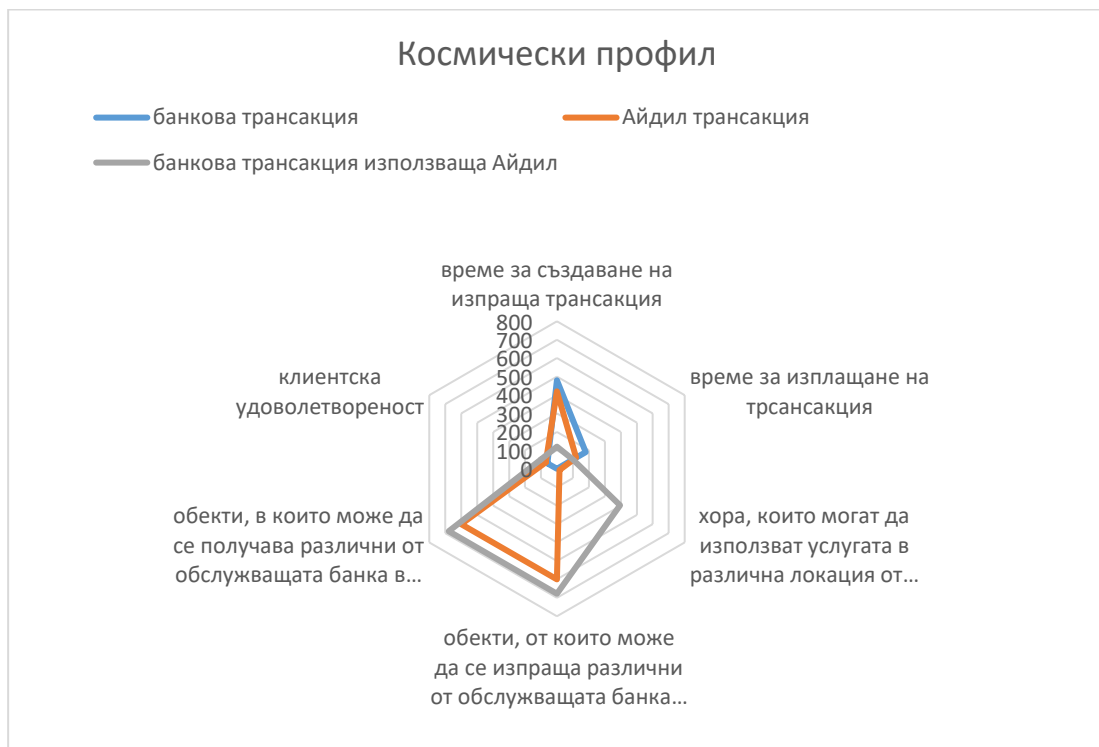 Космически профил
банкова трансакция
Айдил трансакция
банкова трансакция използваща Айдил
време за създаване на
изпраща трансакция
800
700
600
500
400
300
200
100
0
време за изплащане на
трсансакция
хора, които могат да
използват услугата в
различна локация от...
обекти, от които може
да се изпраща различни
от обслужващата банка...
обекти, в които може да
се получава различни от
обслужващата банка в...
клиентска
удоволетвореност